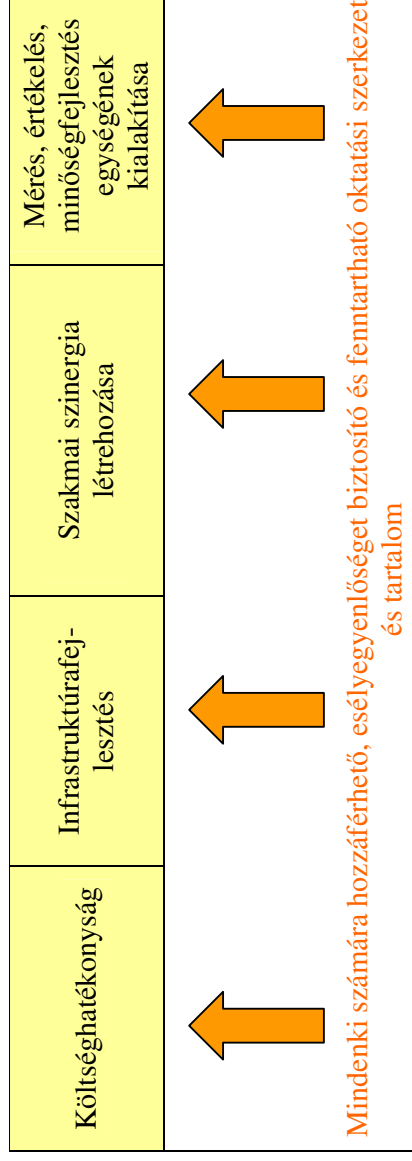 Költséghatékonyság
Infrastruktúrafej-
lesztés
Szakmai szinergia
létrehozása
Mérés, értékelés,
minőségfejlesztés
egységének
kialakítása
Mindenki számára hozzáférhető, esélyegyenlőséget biztosító és fenntartható oktatási szerkezet
és tartalom